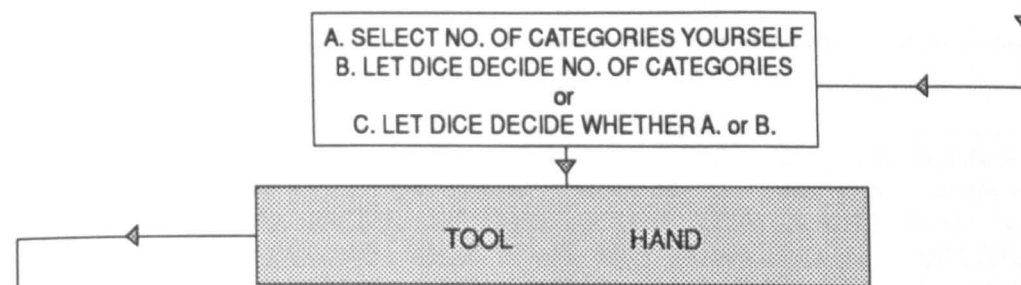 A. SELECT NO. OF CATEGORIES YOURSELF
B. LET DICE DECIDE NO. OF CATEGORIES
or
C. LET DICE DECIDE WHETHER A. or B.
TOOL HAND